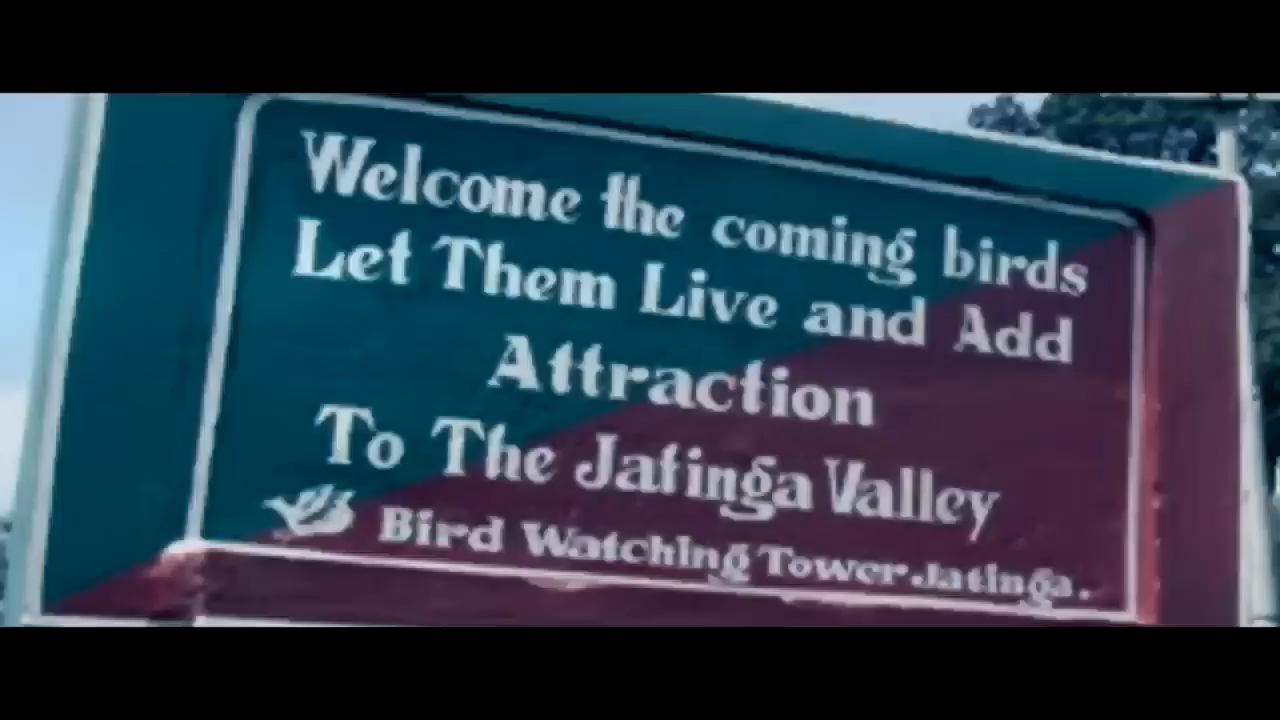 Welcome the coming birds
Let Them Live and Add
Attraction
To The Jatinga Valley
Bird Watching Tower Jatinga.